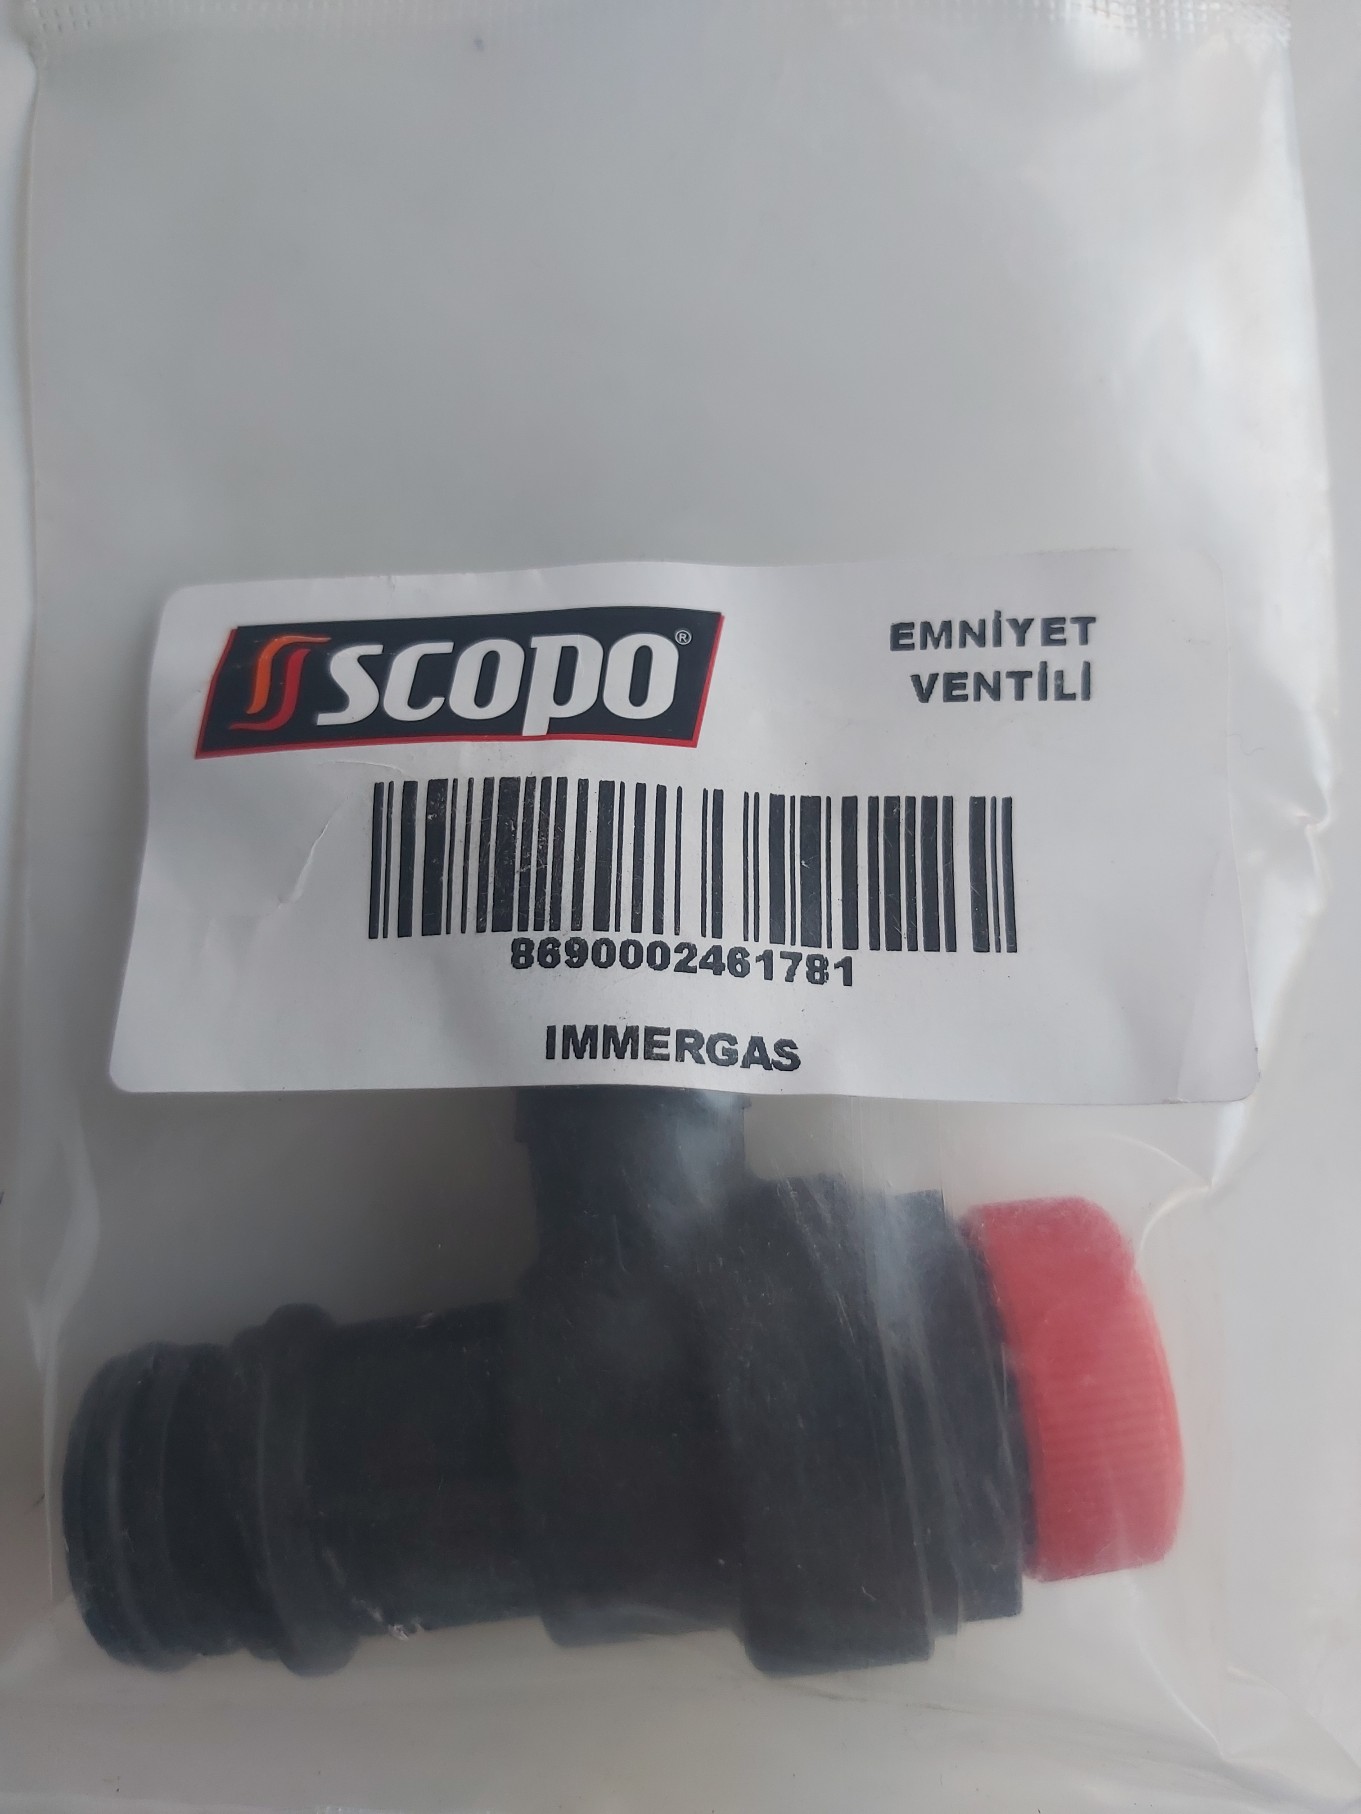 SCOPO®
EMNİYET
VENTİLİ
8690002461781
IMMERGAS